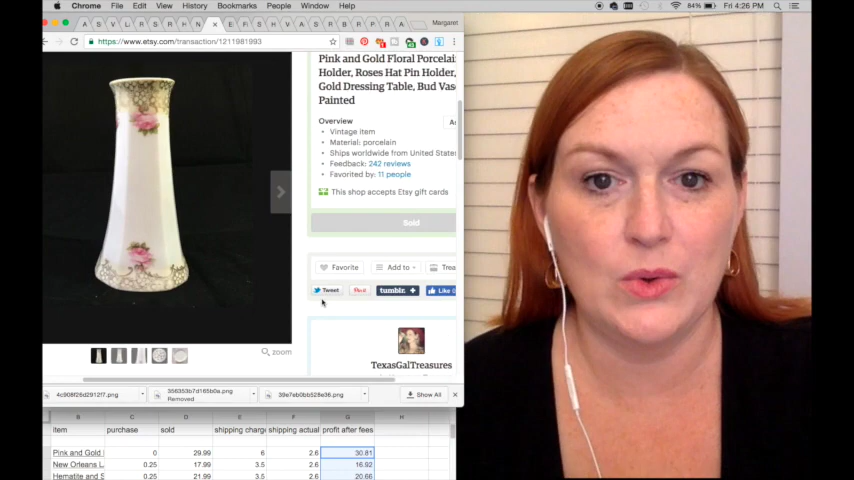 Chrome File Edit View History Bookmarks People Window Help 84% Fri 4:26 PM
Margaret
https://www.etsy.com/transaction/1211981993
Pink and Gold Floral Porcelai
Holder, Roses Hat Pin Holder,
Gold Dressing Table, Bud Vas
Painted
Overview
Vintage item
Material: porcelain
Ships worldwide from United State
Feedback: 242 reviews
Favorited by: 11 people
This shop accepts Etsy gift cards
Sold
Favorite Add to Trea
Tweet Pin it tumblr. + Like
TexasGalTreasures
zoom
4c908f26d2912f7.png 356353b7d165b0a.png 39e7eb0bb528e36.png Show All
Removed
B C D E F G H
item purchase sold shipping charg shipping actual profit after fees
Pink and Gold 0 29.99 6 2.6 30.81
New Orleans L 0.25 17.99 3.5 2.6 16.92
Hematite and S 0.25 21.99 3.5 2.6 20.66